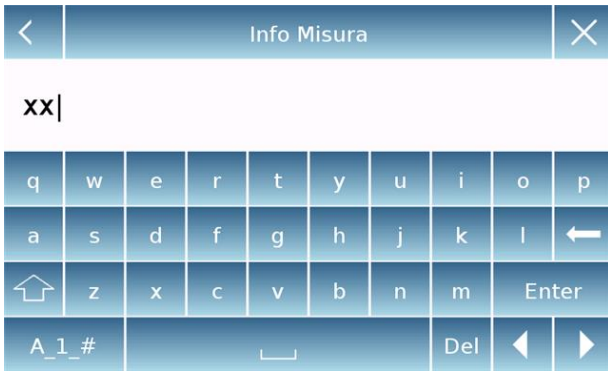 Info Misura
xx
q w e r t y u i o p
a s d f g h j k l
z x c v b n m Enter
A_1_# Del